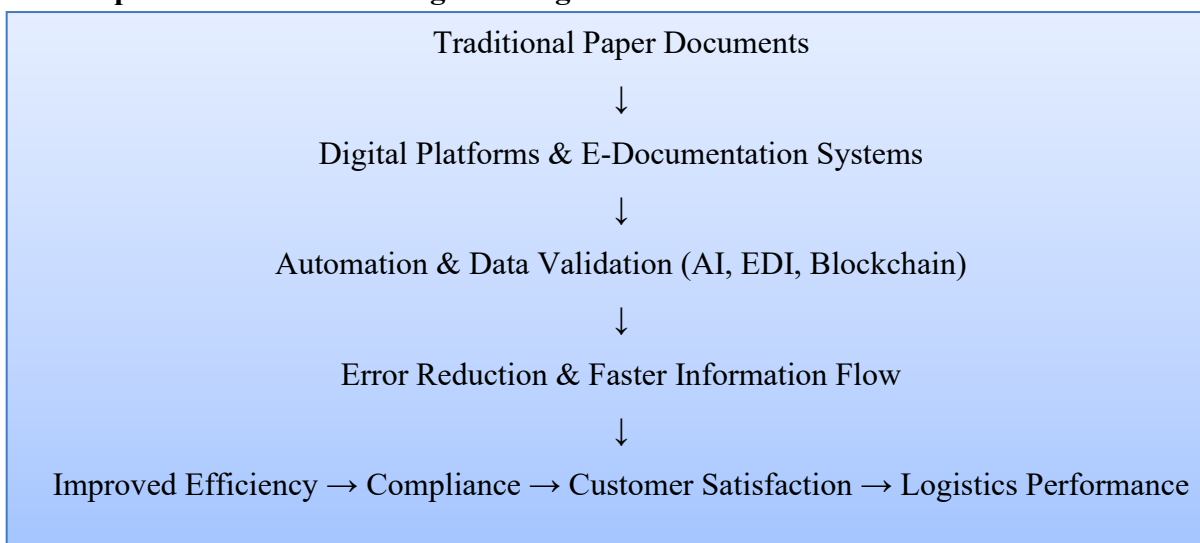 Traditional Paper Documents
↓
Digital Platforms & E-Documentation Systems
↓
Automation & Data Validation (AI, EDI, Blockchain)
↓
Error Reduction & Faster Information Flow
↓
Improved Efficiency → Compliance → Customer Satisfaction → Logistics Performance